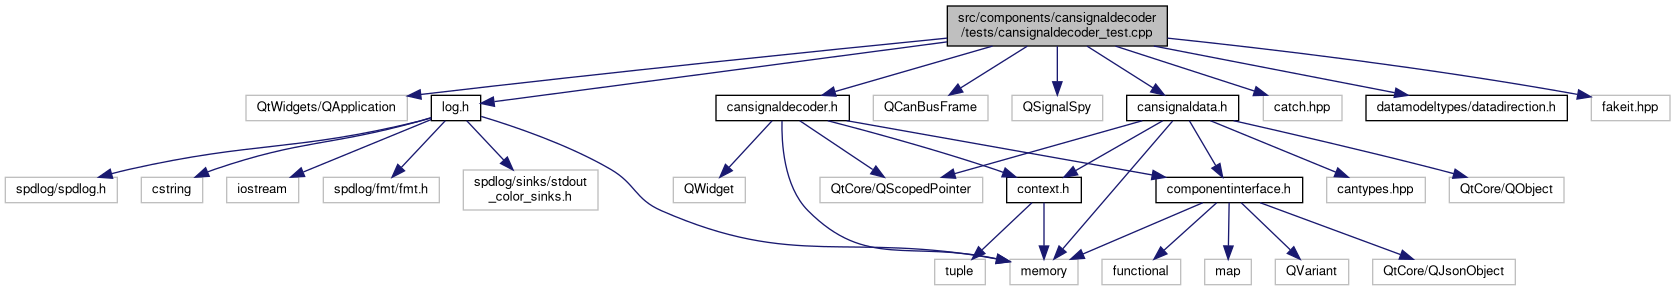 src/components/cansignaldecoder
/tests/cansignaldecoder_test.cpp
QtWidgets/QApplication
log.h
cansignaldecoder.h
QCanBusFrame
QSignalSpy
cansignaldata.h
catch.hpp
datamodeltypes/datadirection.h
fakeit.hpp
spdlog/spdlog.h
cstring
iostream
spdlog/fmt/fmt.h
spdlog/sinks/stdout
_color_sinks.h
QWidget
QtCore/QScopedPointer
context.h
componentinterface.h
cantypes.hpp
QtCore/QObject
tuple
memory
functional
map
QVariant
QtCore/QJsonObject